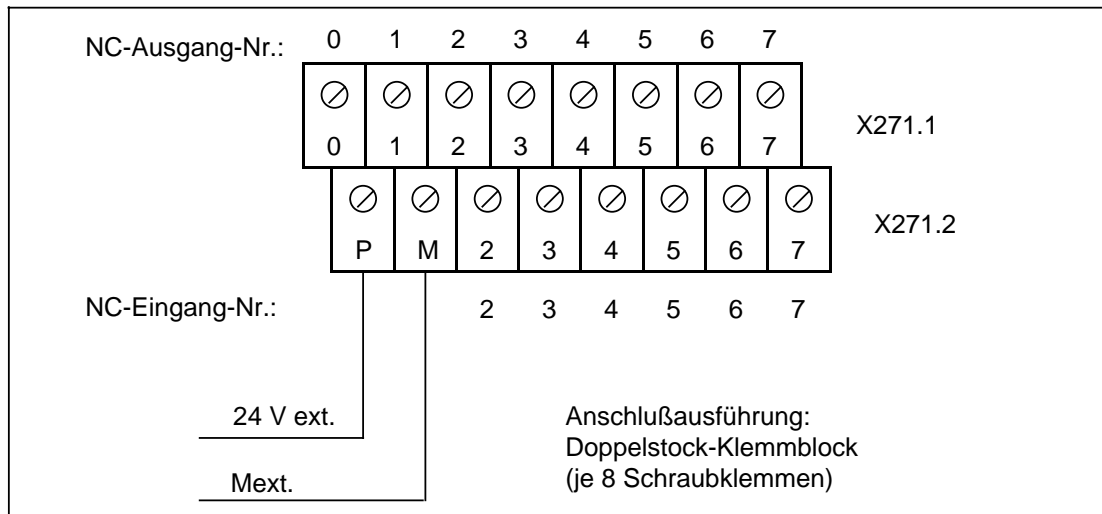 NC-Ausgang-Nr.: 0 1 2 3 4 5 6 7
0 1 2 3 4 5 6 7
X271.1
P M 2 3 4 5 6 7
X271.2
NC-Eingang-Nr.: 2 3 4 5 6 7
24 V ext.
Mext.
Anschlußausführung:
Doppelstock-Klemmblock
(je 8 Schraubklemmen)